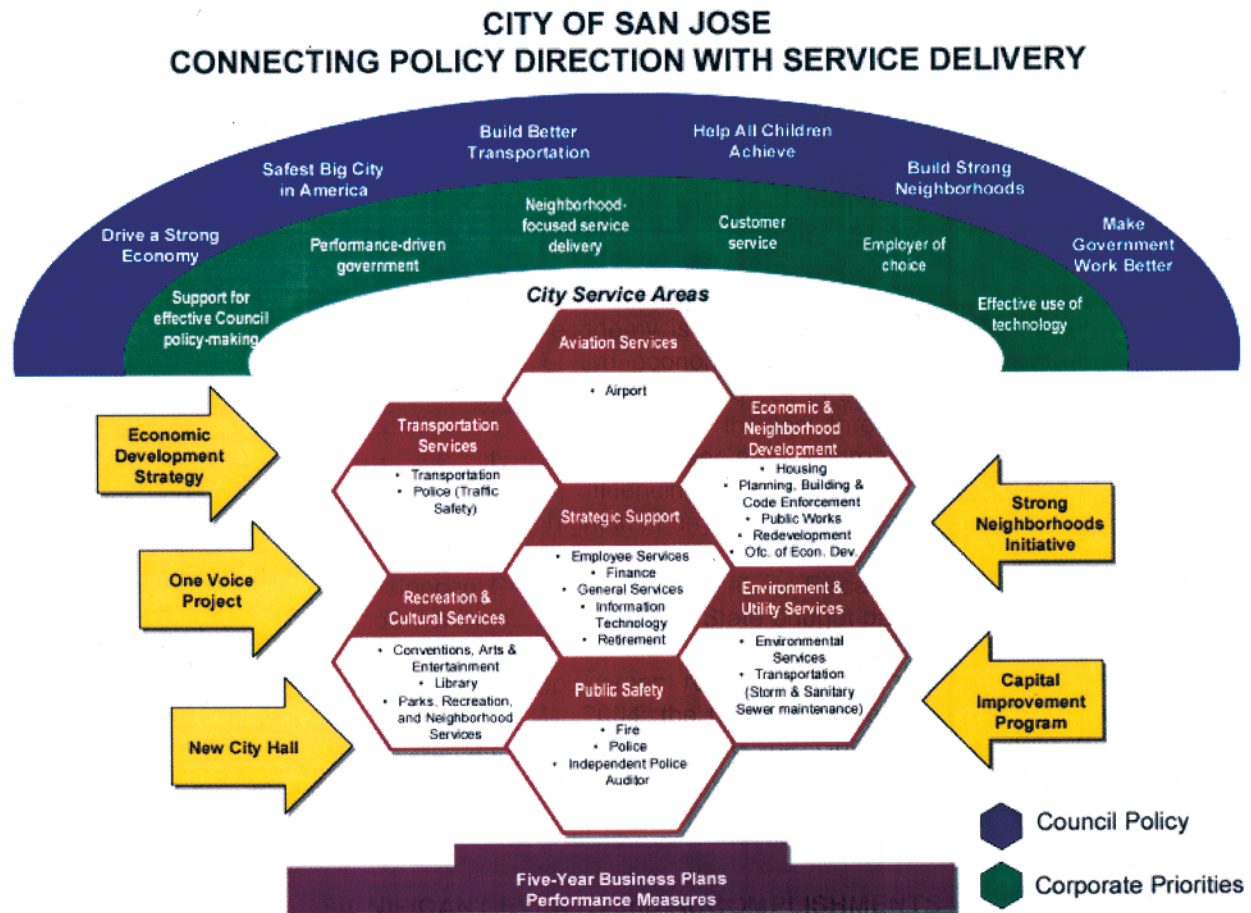 CITY OF SAN JOSE
CONNECTING POLICY DIRECTION WITH SERVICE DELIVERY
Drive a Strong
Economy
Safest Big City
in America
Build Better
Transportation
Help All Children
Achieve
Build Strong
Neighborhoods
Make
Government
Work Better
Support for
effective Council
policy-making
Performance-driven
government
Neighborhood-
focused service
delivery
Customer
service
Employer
of choice
Effective use of
technology
City Service Areas
Aviation Services
• Airport
Transportation
Services
• Transportation
• Police (Traffic
Safety)
Economic &
Neighborhood
Development
• Housing
• Planning, Building &
Code Enforcement
• Public Works
• Redevelopment
• Ofc. of Econ. Dev.
Strategic Support
• Employee Services
• Finance
• General Services
• Information
Technology
• Retirement
Recreation &
Cultural Services
• Conventions, Arts &
Entertainment
• Library
• Parks, Recreation,
and Neighborhood
Services
Environment &
Utility Services
• Environmental
Services
• Transportation
(Storm & Sanitary
Sewer maintenance)
Public Safety
• Fire
• Police
• Independent Police
Auditor
Economic
Development
Strategy
One Voice
Project
New City Hall
Strong
Neighborhoods
Initiative
Capital
Improvement
Program
Council Policy
Corporate Priorities
Five-Year Business Plans
Performance Measures